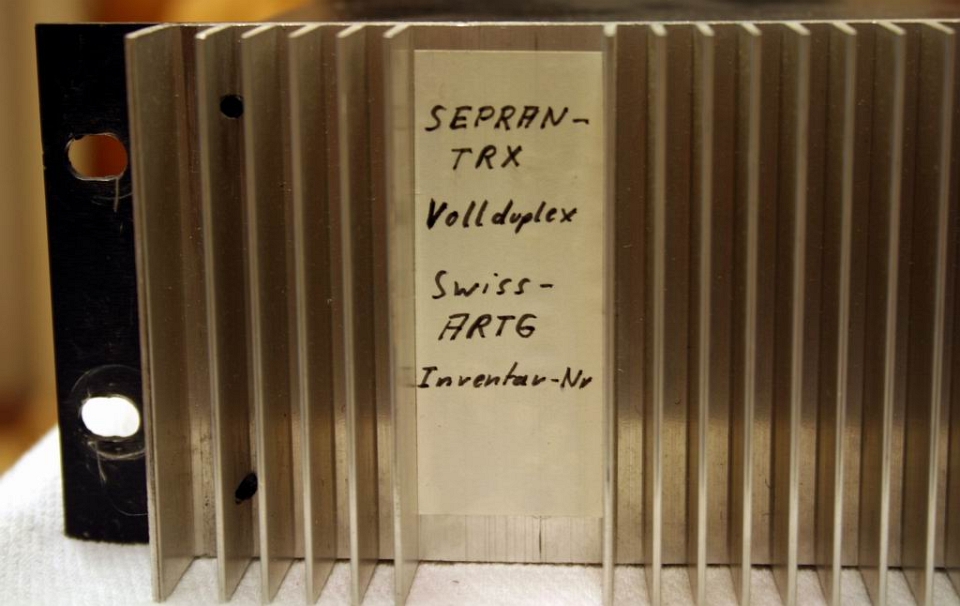 SEPRAN-
TRX
Vollduplex
Swiss-
ARTG
Inventar-Nr